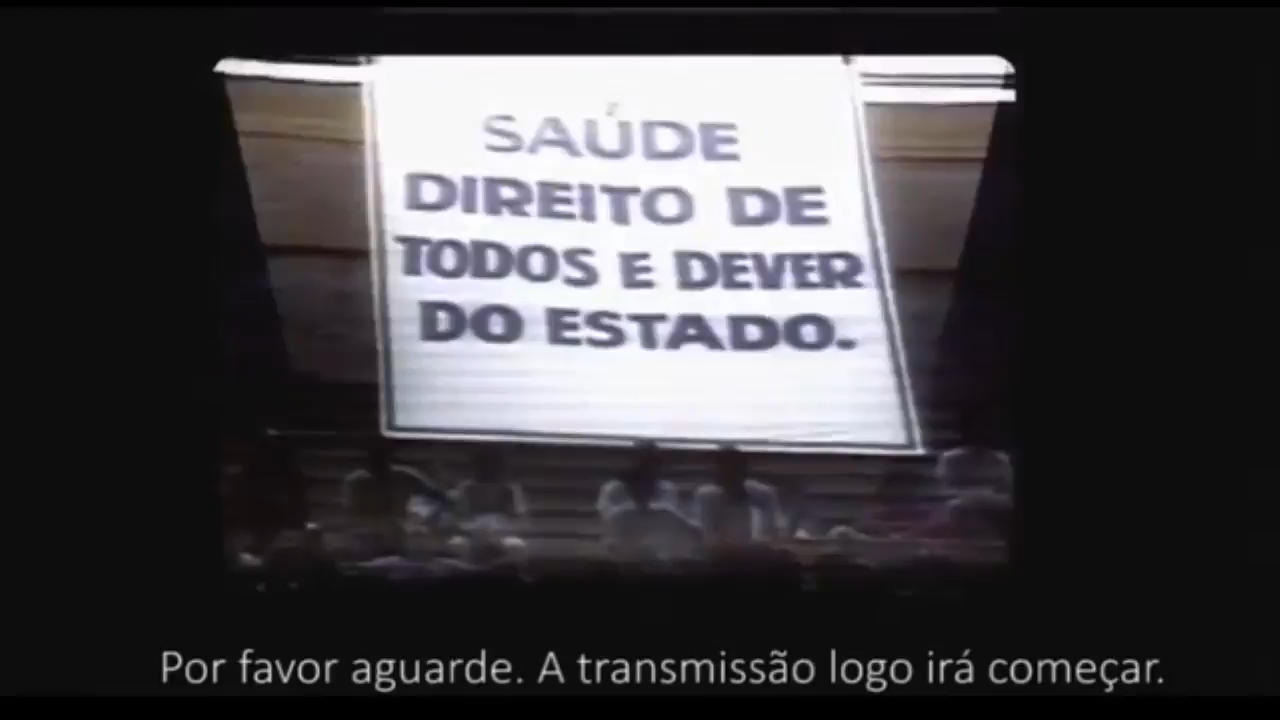 SAÚDE
DIREITO DE
TODOS E DEVER
DO ESTADO.
Por favor aguarde. A transmissão logo irá começar.